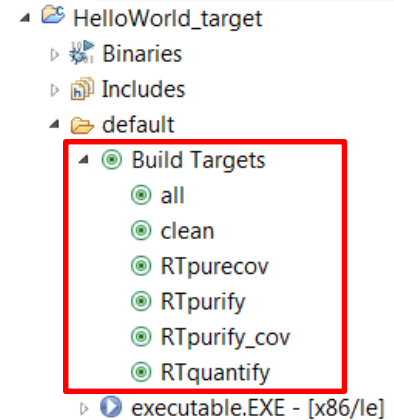 HelloWorld_target
Binaries
Includes
default
Build Targets
all
clean
RTpurecov
RTpurify
RTpurify_cov
RTquantify
executable.EXE - [x86/le]